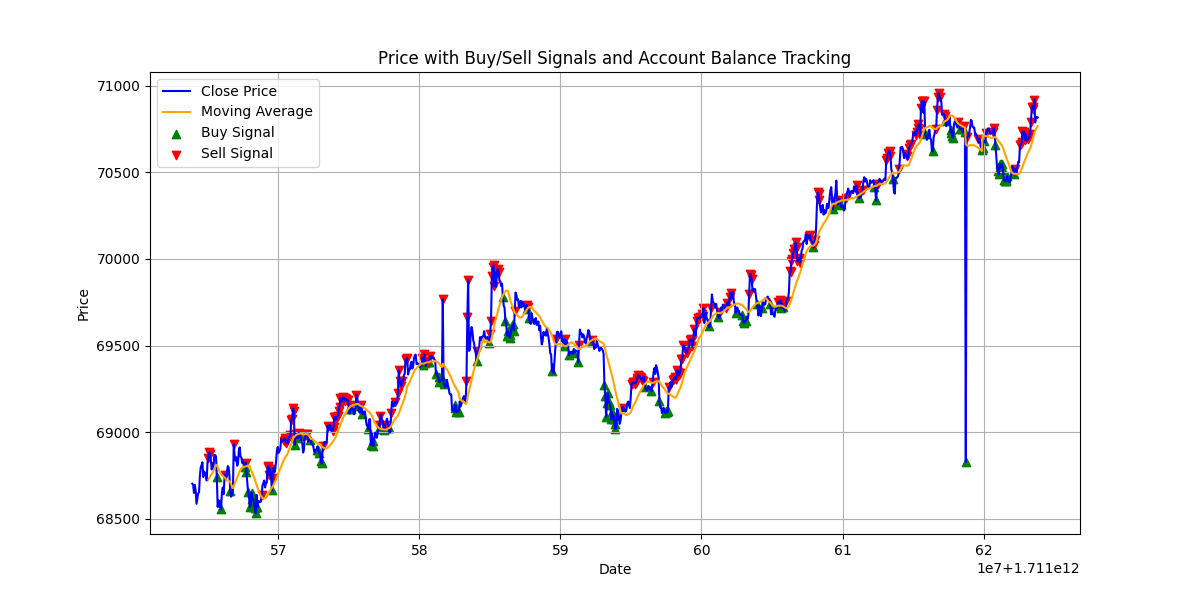 Price with Buy/Sell Signals and Account Balance Tracking
71000
70500
70000
69500
69000
68500
Price
Close Price
Moving Average
Buy Signal
Sell Signal
57 58 59 60 61 62
1e7+1.711e12
Date